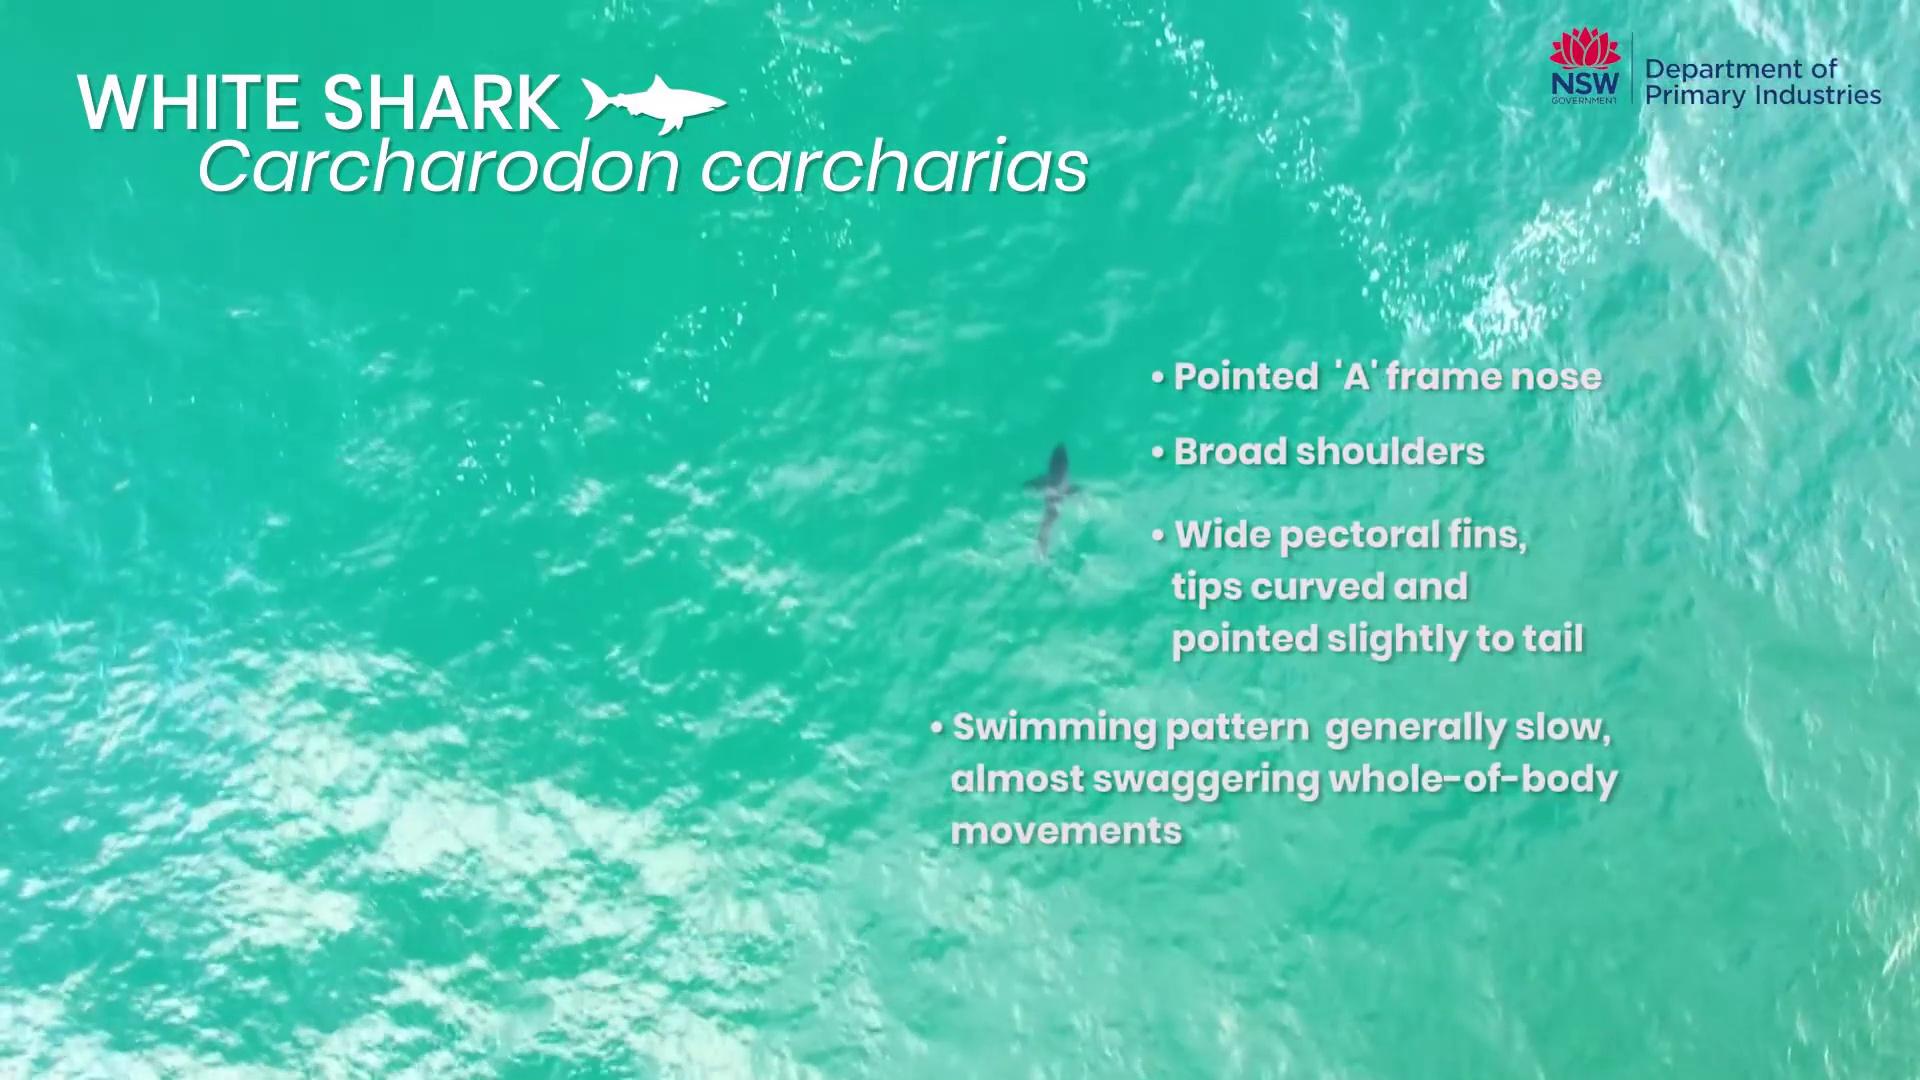 WHITE SHARK
Carcharodon carcharias
NSW
GOVERNMENT
Department of
Primary Industries
• Pointed 'A' frame nose
• Broad shoulders
• Wide pectoral fins,
tips curved and
pointed slightly to tail
• Swimming pattern generally slow,
almost swaggering whole-of-body
movements